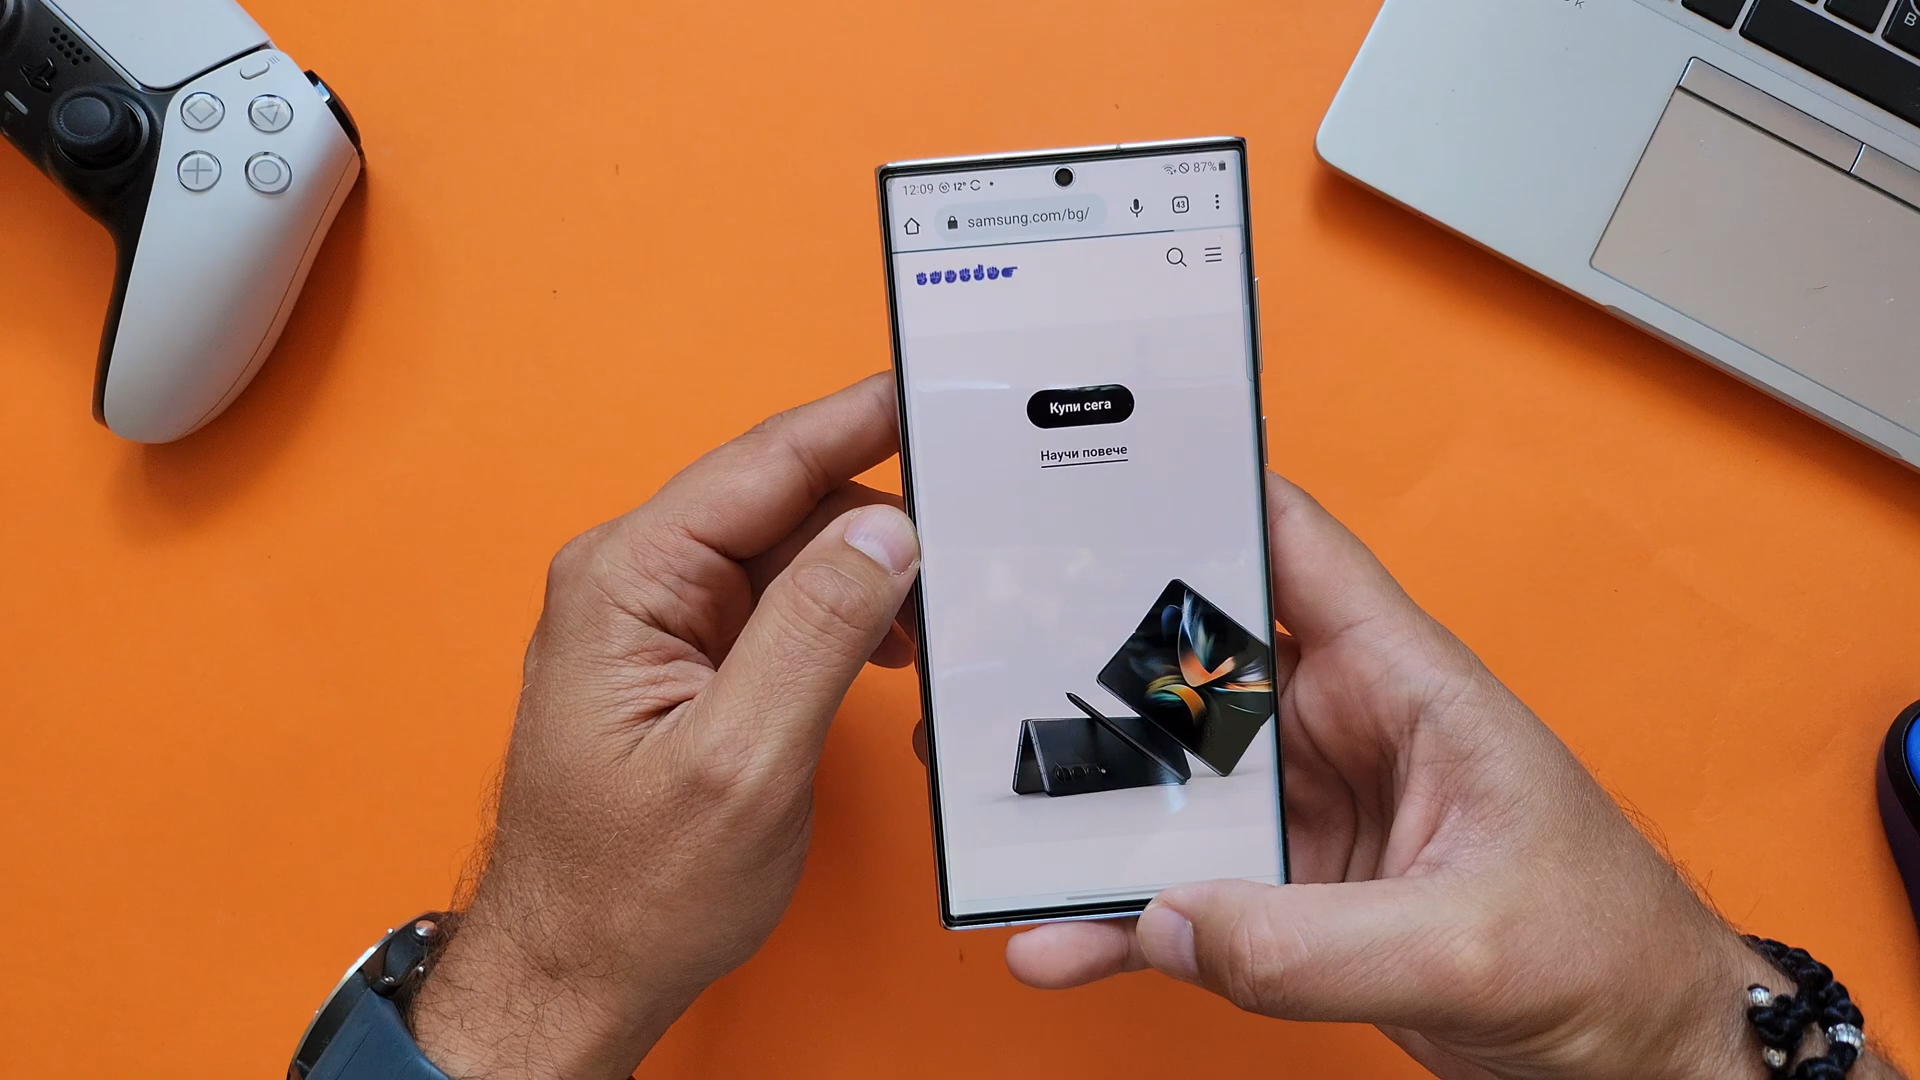 12:09 12° 87%
samsung.com/bg/ 43
Купи сега
Научи повече
B